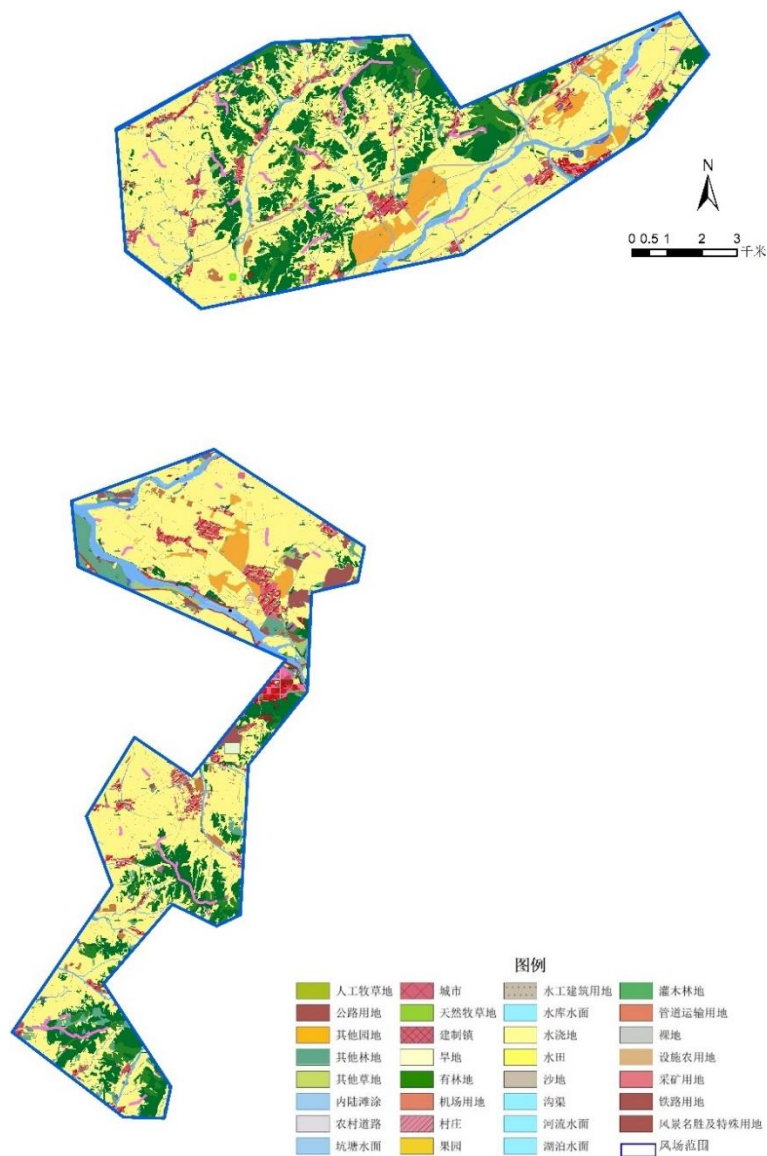 N
0 0.5 1 2 3
千米
图例
人工牧草地 城市 水工建筑用地 灌木林地
公路用地 天然牧草地 水库水面 管道运输用地
其他园地 建制镇 水浇地 裸地
其他林地 旱地 水田 设施农用地
其他草地 有林地 沙地 采矿用地
内陆滩涂 机场用地 沟渠 铁路用地
农村道路 村庄 河流水面 风景名胜及特殊用地
坑塘水面 果园 湖泊水面 风场范围